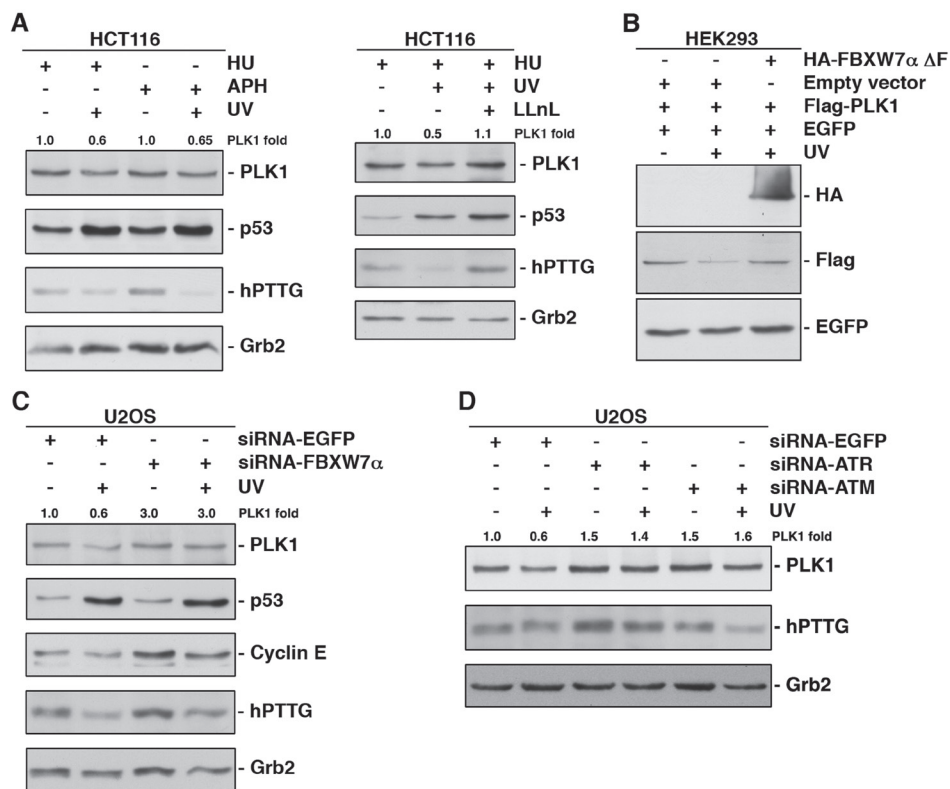 A
HCT116
+ + - - HU
- - + + APH
- + - + UV
1.0 0.6 1.0 0.65 PLK1 fold
- PLK1
- p53
- hPTTG
- Grb2
HCT116
+ + + HU
- + + UV
- - + LLnL
1.0 0.5 1.1 PLK1 fold
- PLK1
- p53
- hPTTG
- Grb2
B
HEK293
- - + HA-FBXW7α ΔF
+ + - Empty vector
+ + + Flag-PLK1
+ + + EGFP
- + + UV
- HA
- Flag
- EGFP
C
U2OS
+ + - - siRNA-EGFP
- - + + siRNA-FBXW7α
- + - + UV
1.0 0.6 3.0 3.0 PLK1 fold
- PLK1
- p53
- Cyclin E
- hPTTG
- Grb2
D
U2OS
+ + - - - - siRNA-EGFP
- - + + - - siRNA-ATR
- - - - + + siRNA-ATM
- + - + - + UV
1.0 0.6 1.5 1.4 1.5 1.6 PLK1 fold
- PLK1
- hPTTG
- Grb2